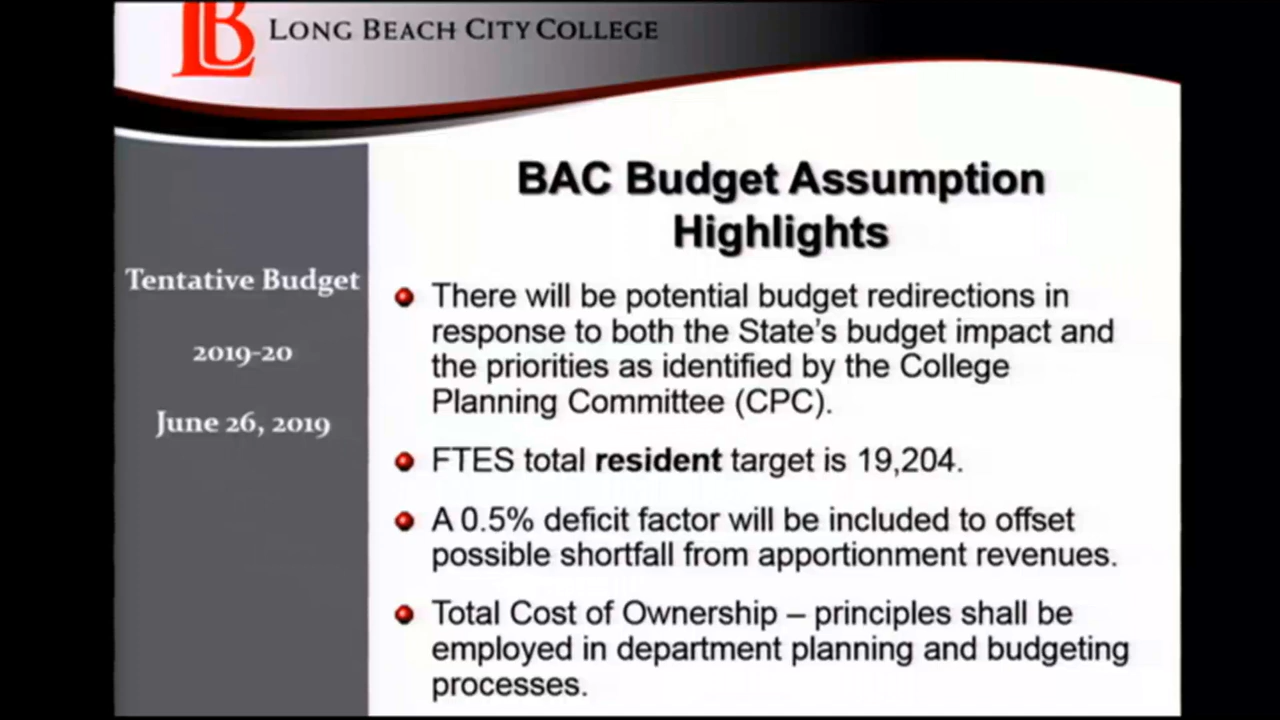 LB
LONG BEACH CITY COLLEGE
BAC Budget Assumption
Highlights
Tentative Budget
2019-20
June 26, 2019
There will be potential budget redirections in
response to both the State's budget impact and
the priorities as identified by the College
Planning Committee (CPC).
FTES total resident target is 19,204.
A 0.5% deficit factor will be included to offset
possible shortfall from apportionment revenues.
Total Cost of Ownership – principles shall be
employed in department planning and budgeting
processes.